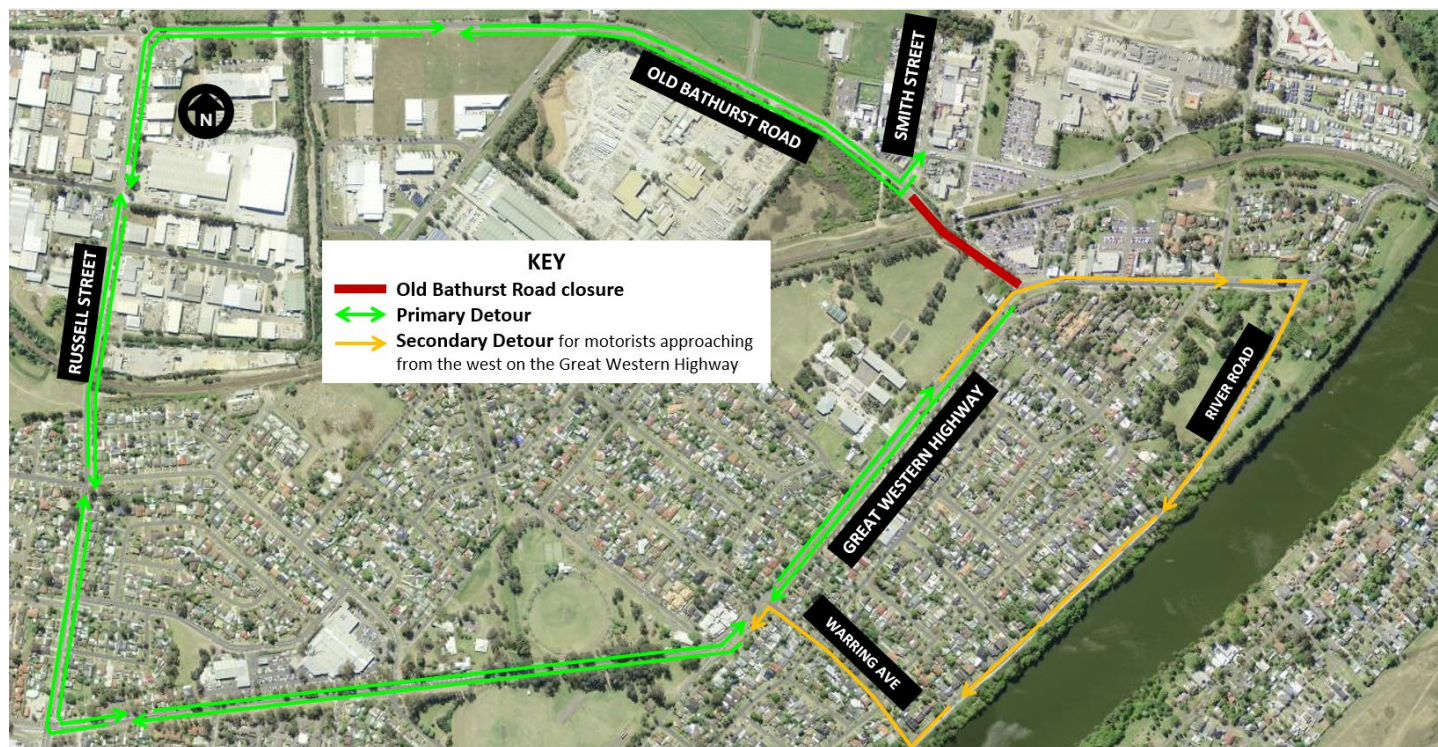 SMITH STREET
OLD BATHURST ROAD
N
RUSSELL STREET
KEY
Old Bathurst Road closure
Primary Detour
Secondary Detour for motorists approaching
from the west on the Great Western Highway
RIVER ROAD
GREAT WESTERN HIGHWAY
WARRING AVE